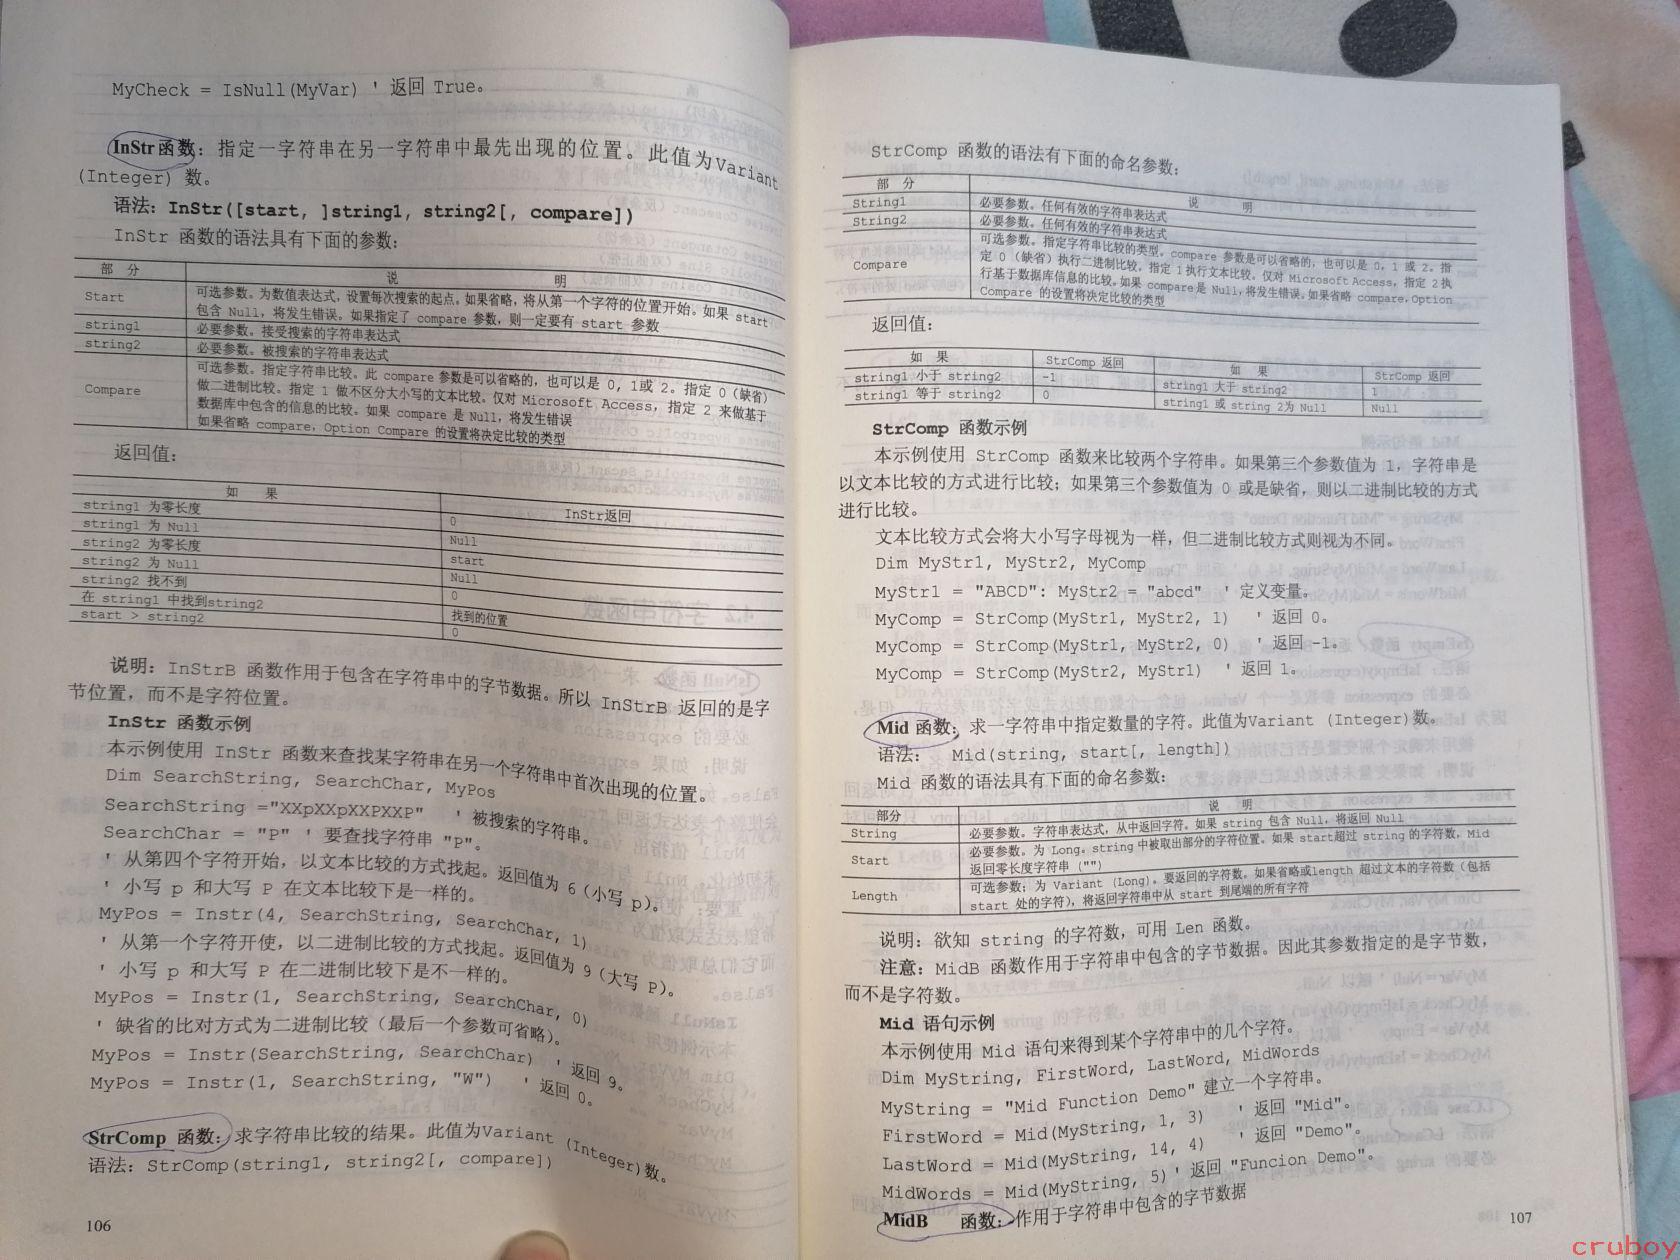 MyCheck = IsNull(MyVar) ' 返回 True。
InStr函数：指定一字符串在另一字符串中最先出现的位置。此值为Variant
(Integer) 数。
语法：InStr([start, ]string1, string2[, compare])
InStr 函数的语法具有下面的参数：
部 分 说 明
Start 可选参数。为数值表达式，设置每次搜索的起点。如果省略，将从第一个字符的位置开始。如果 start
包含 Null，将发生错误。如果指定了 compare 参数，则一定要有 start 参数
string1 必要参数。接受搜索的字符串表达式
string2 必要参数。被搜索的字符串表达式
Compare 可选参数。指定字符串比较。此 compare 参数是可以省略的，也可以是 0, 1或 2。指定 0（缺省）
做二进制比较。指定 1 做不区分大小写的文本比较。仅对 Microsoft Access，指定 2 来做基于
数据库中包含的信息的比较。如果 compare 是 Null，将发生错误
如果省略 compare，Option Compare 的设置将决定比较的类型
返回值：
如 果 InStr返回
string1 为零长度 0
string1 为 Null Null
string2 为零长度 start
string2 为 Null Null
string2 找不到 0
在 string1 中找到string2 找到的位置
start > string2 0
说明：InStrB 函数作用于包含在字符串中的字节数据。所以 InStrB 返回的是字
节位置，而不是字符位置。
InStr 函数示例
本示例使用 InStr 函数来查找某字符串在另一个字符串中首次出现的位置。
Dim SearchString, SearchChar, MyPos
SearchString ="XXpXXpXXPXXP" ' 被搜索的字符串。
SearchChar = "P" ' 要查找字符串 "P"。
' 从第四个字符开始，以文本比较的方式找起。返回值为 6（小写 p）。
' 小写 p 和大写 P 在文本比较下是一样的。
MyPos = Instr(4, SearchString, SearchChar, 1)
' 从第一个字符开使，以二进制比较的方式找起。返回值为 9（大写 P）。
' 小写 p 和大写 P 在二进制比较下是不一样的。
MyPos = Instr(1, SearchString, SearchChar, 0)
' 缺省的比对方式为二进制比较（最后一个参数可省略）。
MyPos = Instr(SearchString, SearchChar) ' 返回 9。
MyPos = Instr(1, SearchString, "W") ' 返回 0。
StrComp 函数：求字符串比较的结果。此值为Variant (Integer)数。
语法：StrComp(string1, string2[, compare])
106
StrComp 函数的语法有下面的命名参数：
部 分 说 明
String1 必要参数。任何有效的字符串表达式
String2 必要参数。任何有效的字符串表达式
Compare 可选参数。指定字符串比较的类型。compare 参数是可以省略的，也可以是 0, 1 或 2。指
定 0（缺省）执行二进制比较。指定 1执行文本比较。仅对 Microsoft Access，指定 2执
行基于数据库信息的比较。如果 compare是 Null，将发生错误。如果省略 compare，Option
Compare 的设置将决定比较的类型
返回值：
如 果 StrComp 返回 如 果 StrComp 返回
string1 小于 string2 -1 string1 大于 string2 1
string1 等于 string2 0 string1 或 string 2为 Null Null
StrComp 函数示例
本示例使用 StrComp 函数来比较两个字符串。如果第三个参数值为 1，字符串是
以文本比较的方式进行比较；如果第三个参数值为 0 或是缺省，则以二进制比较的方式
进行比较。
文本比较方式会将大小写字母视为一样，但二进制比较方式则视为不同。
Dim MyStr1, MyStr2, MyComp
MyStr1 = "ABCD": MyStr2 = "abcd" ' 定义变量。
MyComp = StrComp(MyStr1, MyStr2, 1) ' 返回 0。
MyComp = StrComp(MyStr1, MyStr2, 0) ' 返回 -1。
MyComp = StrComp(MyStr2, MyStr1) ' 返回 1。
Mid 函数：求一字符串中指定数量的字符。此值为Variant (Integer)数。
语法： Mid(string, start[, length])
Mid 函数的语法具有下面的命名参数：
部分 说 明
String 必要参数。字符串表达式，从中返回字符。如果 string 包含 Null，将返回 Null
Start 必要参数。为 Long。string 中被取出部分的字符位置。如果 start超过 string 的字符数，Mid
返回零长度字符串 ("")
Length 可选参数；为 Variant (Long)。要返回的字符数。如果省略或length 超过文本的字符数（包括
start 处的字符），将返回字符串中从 start 到尾端的所有字符
说明：欲知 string 的字符数，可用 Len 函数。
注意：MidB 函数作用于字符串中包含的字节数据。因此其参数指定的是字节数，
而不是字符数。
Mid 语句示例
本示例使用 Mid 语句来得到某个字符串中的几个字符。
Dim MyString, FirstWord, LastWord, MidWords
MyString = "Mid Function Demo" 建立一个字符串。
FirstWord = Mid(MyString, 1, 3) ' 返回 "Mid"。
LastWord = Mid(MyString, 14, 4) ' 返回 "Demo"。
MidWords = Mid(MyString, 5) ' 返回 "Funcion Demo"。
MidB 函数：作用于字符串中包含的字节数据
107
cruboy